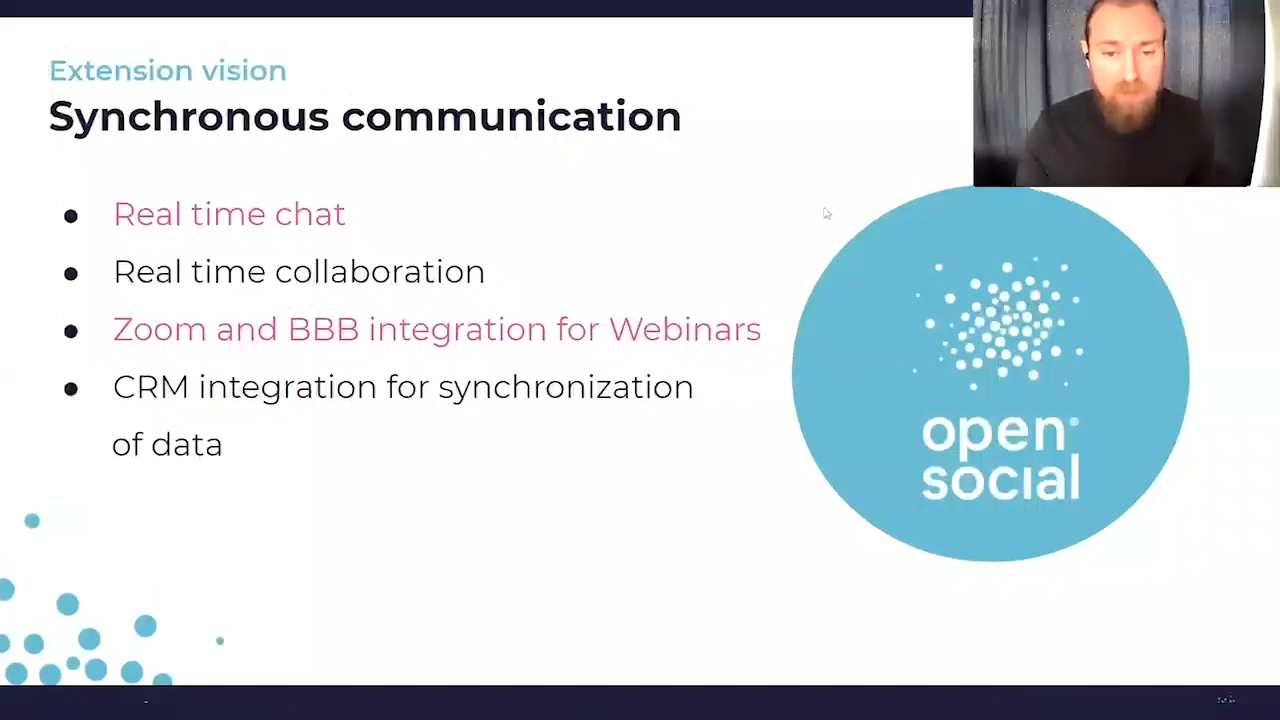 Extension vision
Synchronous communication
● Real time chat
● Real time collaboration
● Zoom and BBB integration for Webinars
● CRM integration for synchronization
of data
open®
social